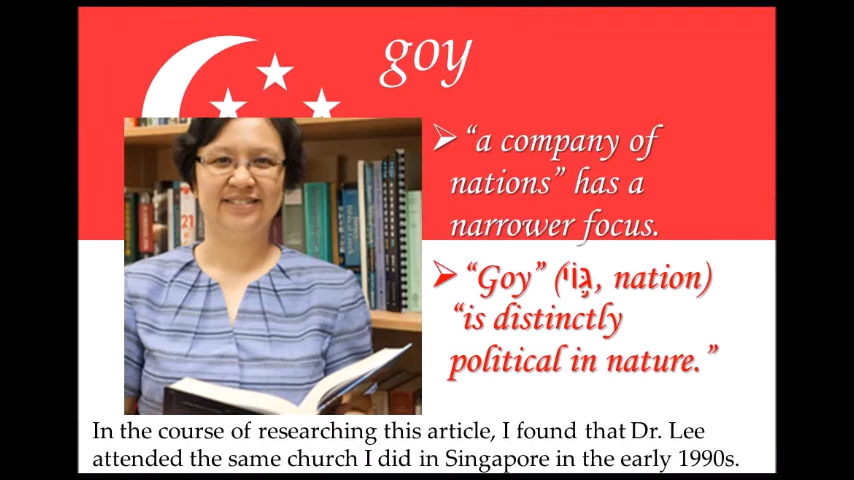 goy
➢ “a company of
nations” has a
narrower focus.
➢ “Goy” (גּוֹי, nation)
“is distinctly
political in nature.”
In the course of researching this article, I found that Dr. Lee
attended the same church I did in Singapore in the early 1990s.